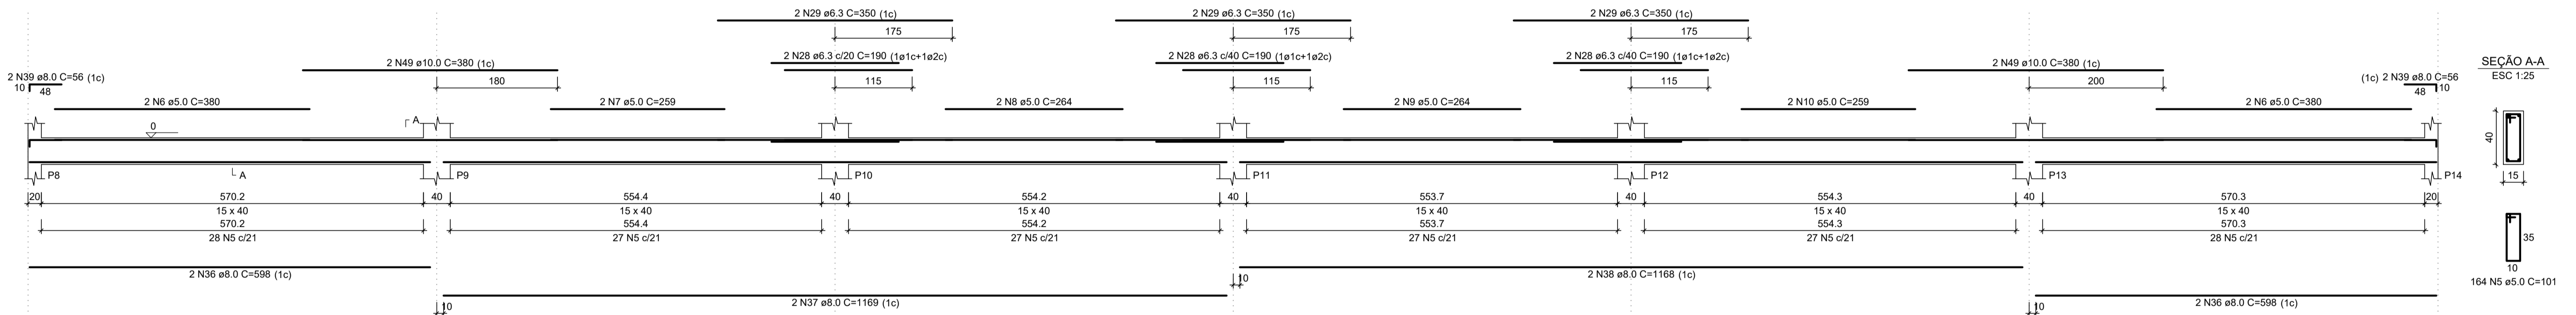 2 N29 ø6.3 C=350 (1c)
2 N29 ø6.3 C=350 (1c)
2 N29 ø6.3 C=350 (1c)
175
175
175
2 N28 ø6.3 c/20 C=190 (1ø1c+1ø2c)
2 N28 ø6.3 c/40 C=190 (1ø1c+1ø2c)
2 N28 ø6.3 c/40 C=190 (1ø1c+1ø2c)
SEÇÃO A-A
ESC 1:25
2 N49 ø10.0 C=380 (1c)
2 N49 ø10.0 C=380 (1c)
2 N39 ø8.0 C=56 (1c)
(1c) 2 N39 ø8.0 C=56
180
115
115
115
200
10
48
48
10
2 N6 ø5.0 C=380
2 N7 ø5.0 C=259
2 N8 ø5.0 C=264
2 N9 ø5.0 C=264
2 N10 ø5.0 C=259
2 N6 ø5.0 C=380
A
0
40
P8
A
P9
P10
P11
P12
P13
P14
15
20
570.2
40
554.4
40
554.2
40
553.7
40
554.3
40
570.3
20
15 x 40
15 x 40
15 x 40
15 x 40
15 x 40
15 x 40
570.2
554.4
554.2
553.7
554.3
570.3
28 N5 c/21
27 N5 c/21
27 N5 c/21
27 N5 c/21
27 N5 c/21
28 N5 c/21
35
10
164 N5 ø5.0 C=101
2 N36 ø8.0 C=598 (1c)
10
2 N38 ø8.0 C=1168 (1c)
10
2 N37 ø8.0 C=1169 (1c)
10
2 N36 ø8.0 C=598 (1c)